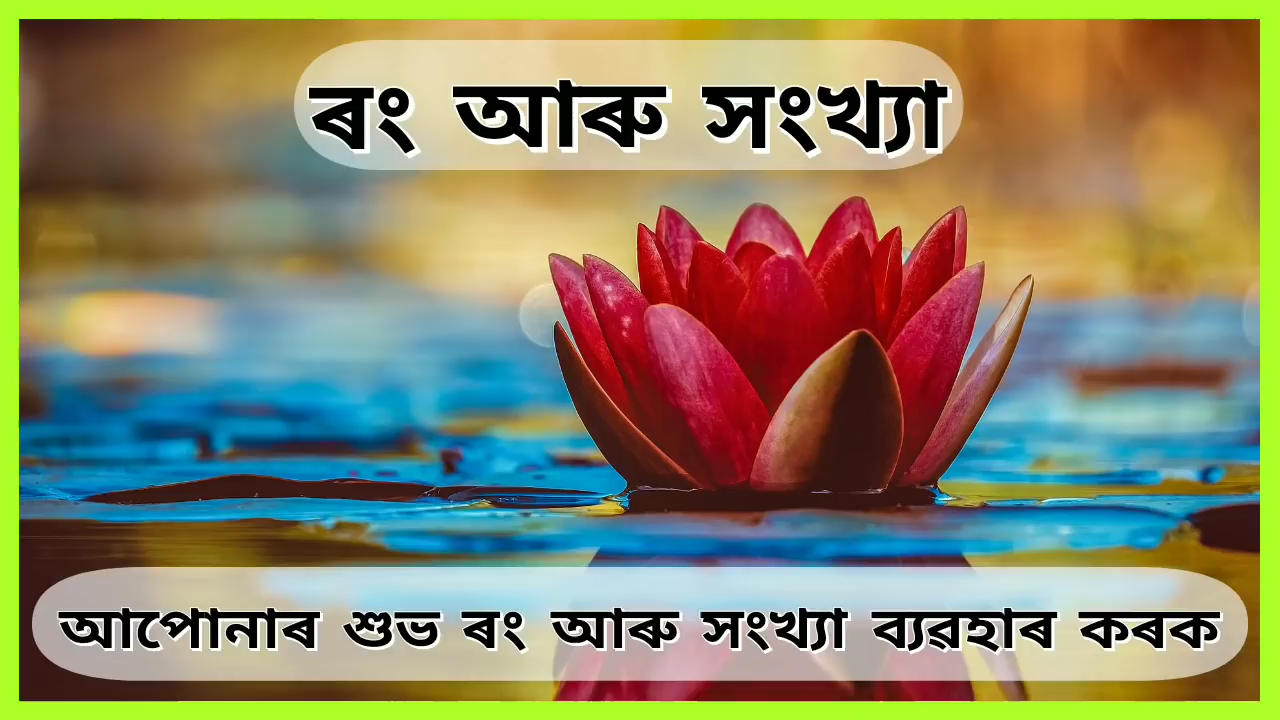 ৰং আৰু সংখ্যা
আপোনাৰ শুভ ৰং আৰু সংখ্যা ব্যৱহাৰ কৰক